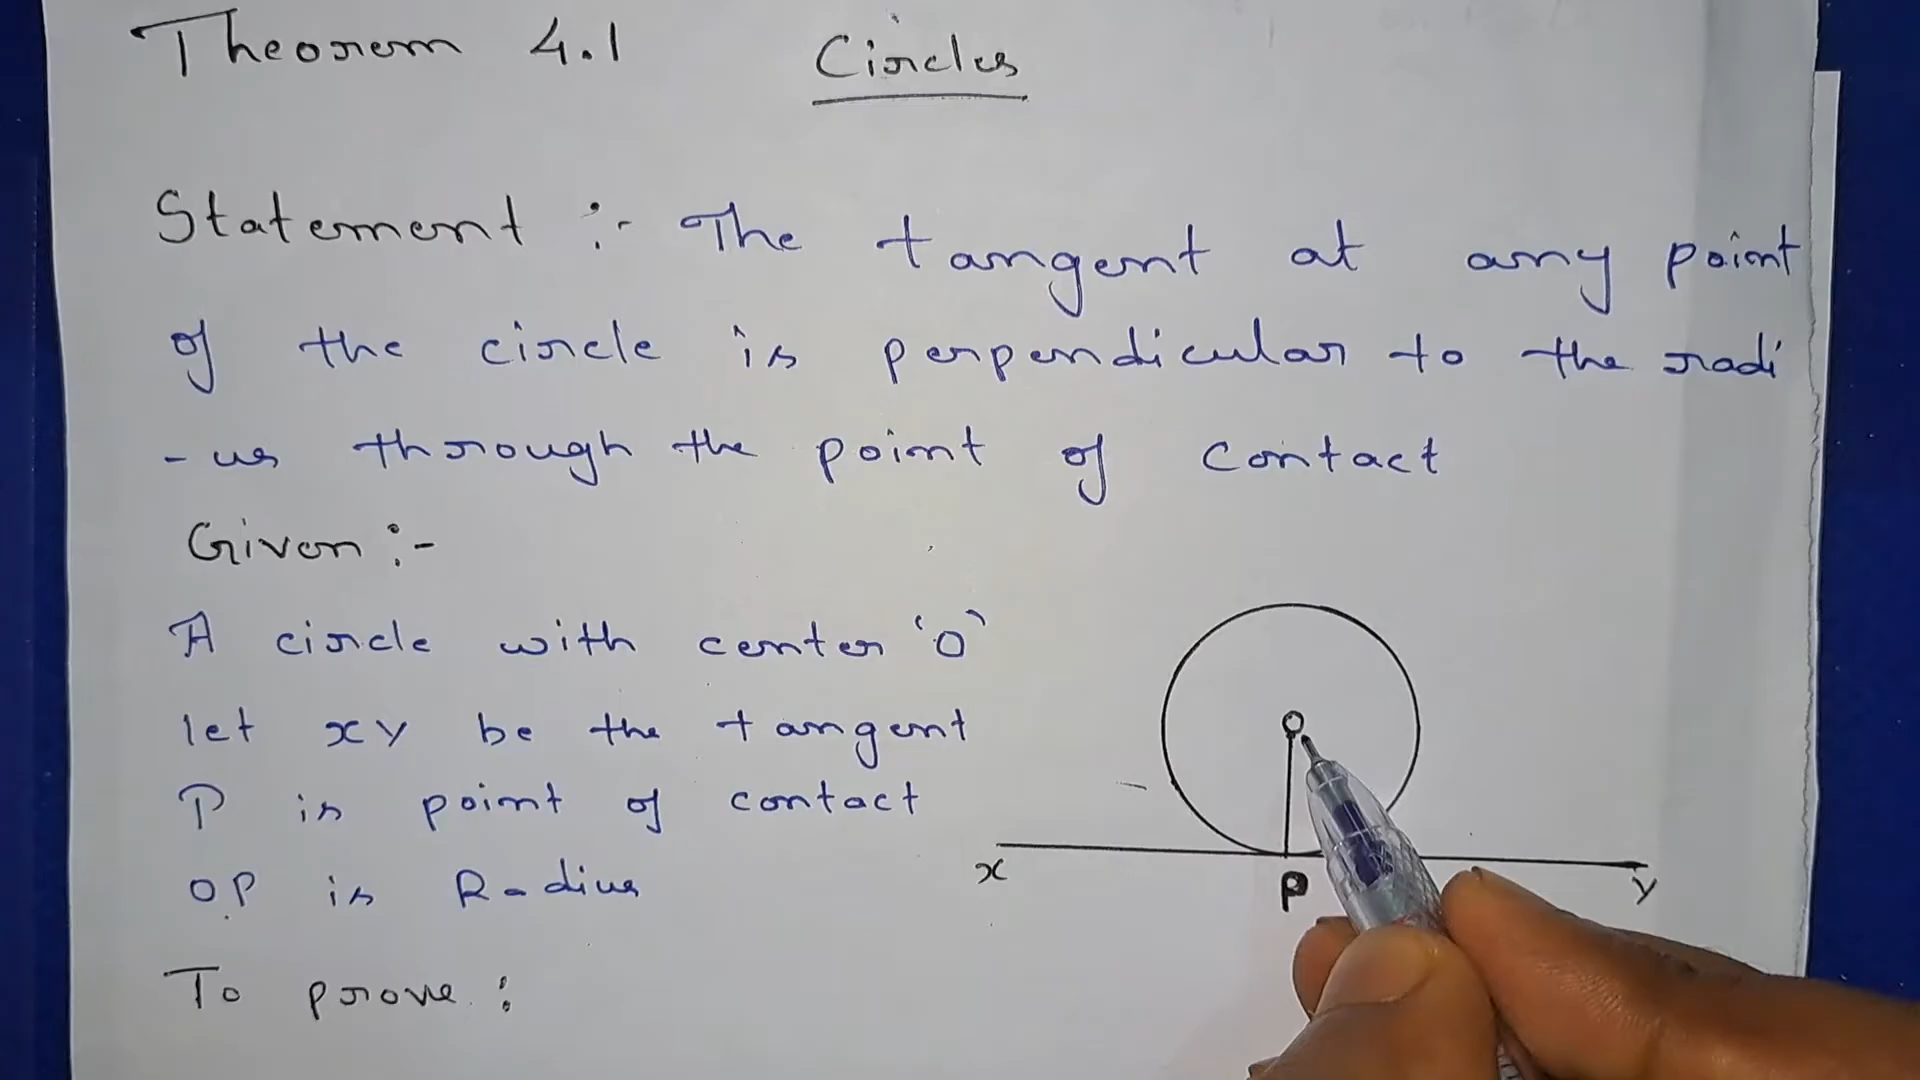 Theorem 4.1 Circles
Statement :- The tangent at any point
of the circle is perpendicular to the radi
-us through the point of contact
Given :-
A circle with center 'O'
let xy be the tangent
P is point of contact
OP is Radius
To prove :
O
x
P
y